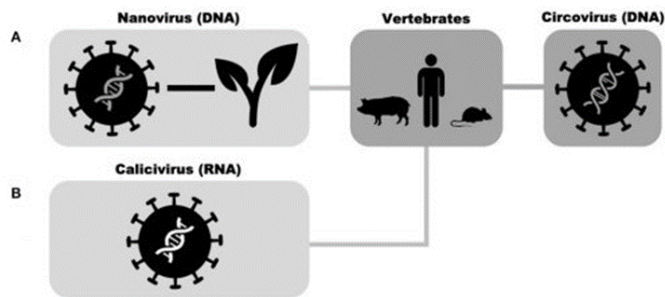 A
Nanovirus (DNA)
Vertebrates
Circovirus (DNA)
B
Calicivirus (RNA)